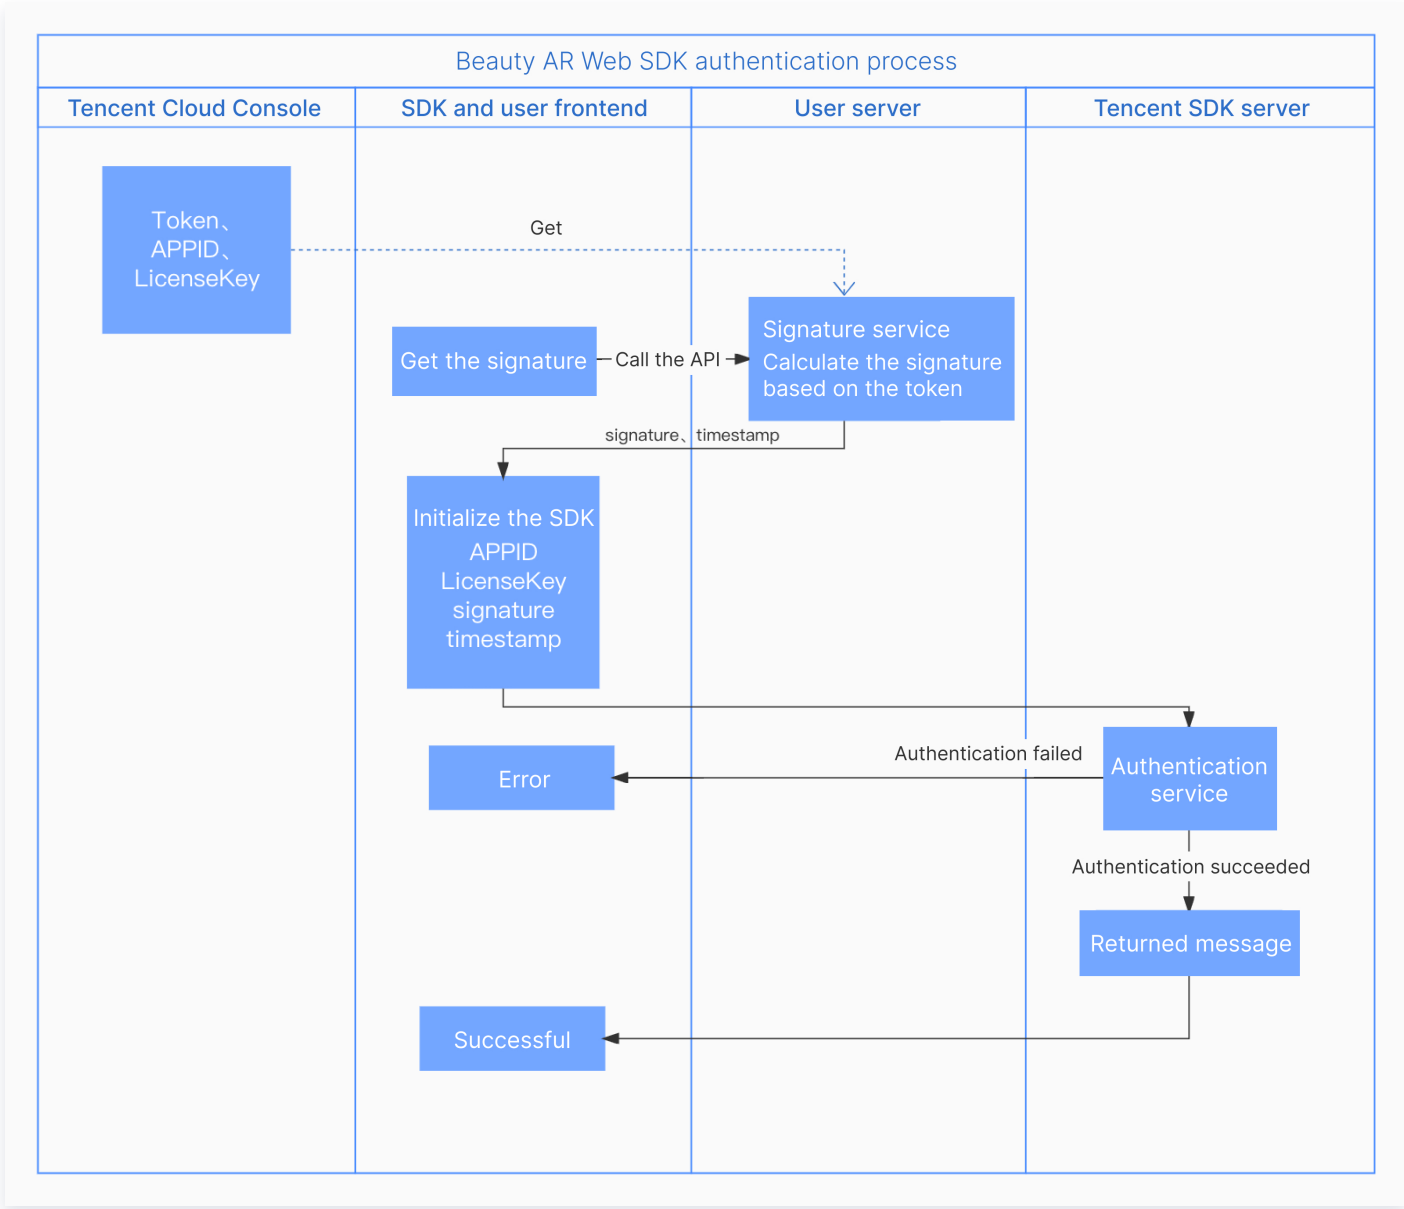 Beauty AR Web SDK authentication process
Tencent Cloud Console
SDK and user frontend
User server
Tencent SDK server
Token、
APPID、
LicenseKey
Get
Get the signature
Call the API
Signature service
Calculate the signature
based on the token
signature、timestamp
Initialize the SDK
APPID
LicenseKey
signature
timestamp
Authentication failed
Error
Authentication
service
Authentication succeeded
Returned message
Successful